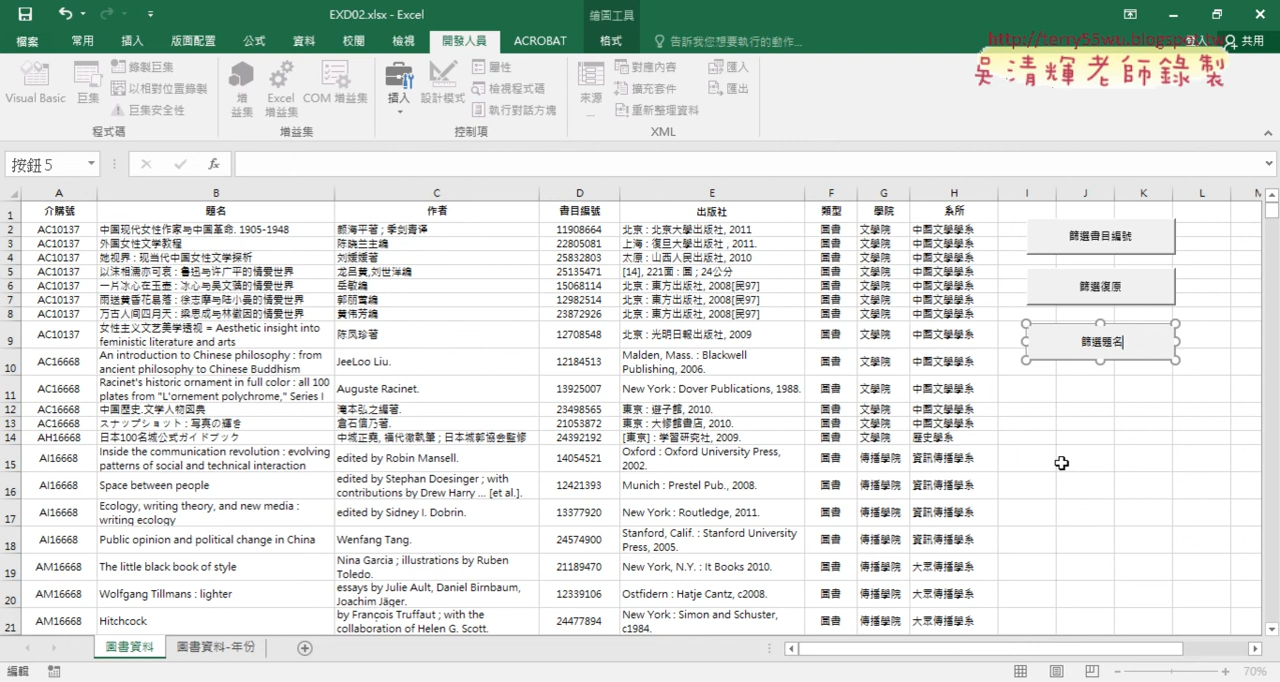 EXD02.xlsx - Excel
繪圖工具
檔案 常用 插入 版面配置 公式 資料 校閱 檢視 開發人員 ACROBAT 格式 告訴我您想要執行的動作... 登入 共用
http://terry55wu.blogspot.tw
吳清輝老師錄製
Visual Basic
巨集
錄製巨集
以相對位置錄製
巨集安全性
程式碼
增益集
Excel 增益集
COM 增益集
增益集
插入
設計模式
屬性
檢視程式碼
執行對話方塊
控制項
來源
對應內容
擴充套件
重新整理資料
匯入
匯出
XML
按鈕 5
fx
A B C D E F G H I J K L M
1 介購號 題名 作者 書目編號 出版社 類型 學院 系所
2 AC10137 中国现代女性作家与中国革命. 1905-1948 颜海平著 ; 季剑青译 11908664 北京 : 北京大學出版社, 2011 圖書 文學院 中國文學學系
3 AC10137 外国女性文学教程 陈晓兰主编 22805081 上海 : 復旦大學出版社, 2011. 圖書 文學院 中國文學學系
4 AC10137 她视界 : 现当代中国女性文学探析 刘媛媛著 25832803 太原 : 山西人民出版社, 2010 圖書 文學院 中國文學學系
5 AC10137 以沫相濡亦可哀 : 鲁迅与许广平的情爱世界 龙吕黄,刘世洋编 25135471 [14], 221面 : 圖 ; 24公分 圖書 文學院 中國文學學系
6 AC10137 一片冰心在玉壶 : 冰心与吴文藻的情爱世界 岳敏编 15068114 北京 : 東方出版社, 2008[民97] 圖書 文學院 中國文學學系
7 AC10137 雨送黄昏花易落 : 徐志摩与陆小曼的情爱世界 郭丽霄编 12982514 北京 : 東方出版社, 2008[民97] 圖書 文學院 中國文學學系
8 AC10137 万古人间四月天 : 梁思成与林徽因的情爱世界 黄伟芳编 23872926 北京 : 東方出版社, 2008[民97] 圖書 文學院 中國文學學系
9 AC10137 女性主义文艺美学透视 = Aesthetic insight into feministic literature and arts 陈凤珍著 12708548 北京 : 光明日報出版社, 2009 圖書 文學院 中國文學學系
10 AC16668 An introduction to Chinese philosophy : from ancient philosophy to Chinese Buddhism JeeLoo Liu. 12184513 Malden, Mass. : Blackwell Publishing, 2006. 圖書 文學院 中國文學學系
11 AC16668 Racinet's historic ornament in full color : all 100 plates from "L'ornement polychrome," Series I Auguste Racinet. 13925007 New York : Dover Publications, 1988. 圖書 文學院 中國文學學系
12 AC16668 中国歴史.文学人物図典 滝本弘之編著. 23498565 東京 : 遊子館, 2010. 圖書 文學院 中國文學學系
13 AC16668 スナップショット : 写真の輝き 倉石信乃著. 21053872 東京 : 大修館書店, 2010. 圖書 文學院 中國文學學系
14 AH16668 日本100名城公式ガイドブック 中城正堯, 福代徹執筆 ; 日本城郭協会監修 24392192 [東京] : 学習研究社, 2009. 圖書 文學院 歷史學系
15 AI16668 Inside the communication revolution : evolving patterns of social and technical interaction edited by Robin Mansell. 14054521 Oxford : Oxford University Press, 2002. 圖書 傳播學院 資訊傳播學系
16 AI16668 Space between people edited by Stephan Doesinger ; with contributions by Drew Harry ... [et al.]. 12421393 Munich : Prestel Pub., 2008. 圖書 傳播學院 資訊傳播學系
17 AI16668 Ecology, writing theory, and new media : writing ecology edited by Sidney I. Dobrin. 13377920 New York : Routledge, 2011. 圖書 傳播學院 資訊傳播學系
18 AI16668 Public opinion and political change in China Wenfang Tang. 24574900 Stanford, Calif. : Stanford University Press, 2005. 圖書 傳播學院 資訊傳播學系
19 AM16668 The little black book of style Nina Garcia ; illustrations by Ruben Toledo. 21189470 New York, N.Y. : It Books 2010. 圖書 傳播學院 大眾傳播學系
20 AM16668 Wolfgang Tillmans : lighter essays by Julie Ault, Daniel Birnbaum, Joachim Jäger. 12339106 Ostfidern : Hatje Cantz, c2008. 圖書 傳播學院 大眾傳播學系
21 AM16668 Hitchcock by François Truffaut ; with the collaboration of Helen G. Scott. 24477894 New York : Simon and Schuster, c1984. 圖書 傳播學院 大眾傳播學系
篩選書目編號
篩選復原
篩選題名
圖書資料 圖書資料-年份
編輯
70%